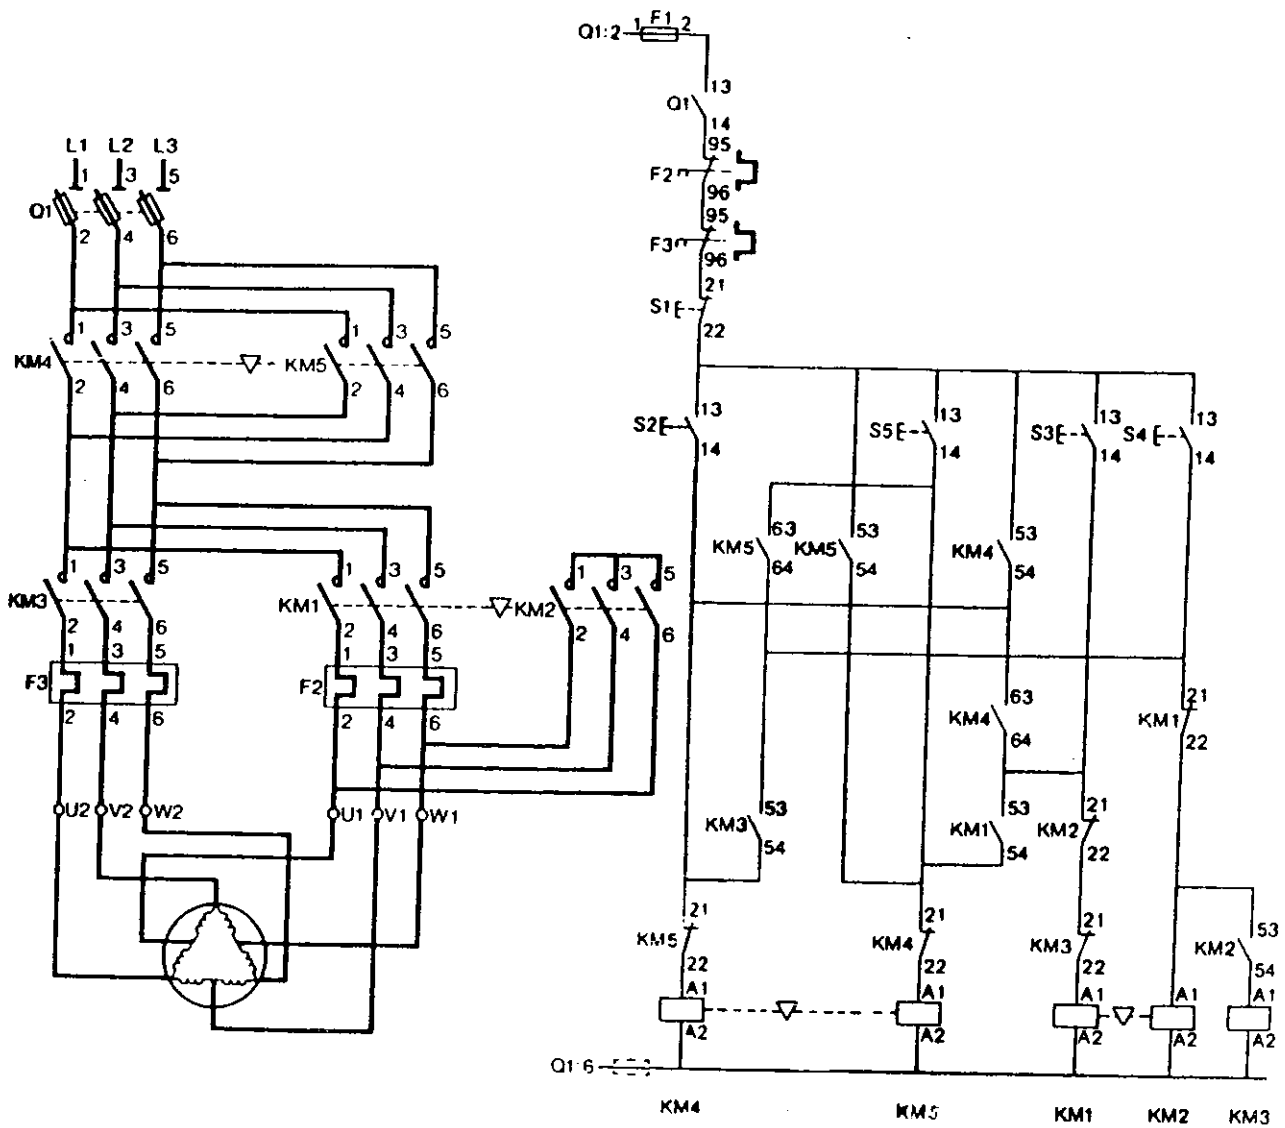 L1 L2 L3
1 3 5
Q1
2 4 6
1 3 5
KM4
2 4 6
1 3 5
KM5
2 4 6
1 3 5
KM3
2 4 6
1 3 5
F3
2 4 6
U2 V2 W2
1 3 5
KM1
2 4 6
1 3 5
F2
2 4 6
U1 V1 W1
1 3 5
KM2
2 4 6
Q1:2 1 F1 2
13
Q1
14
95
F2
96
95
F3
96
21
S1
22
13
S2
14
13
S5
14
13
S3
14
13
S4
14
63
KM5
64
53
KM5
54
53
KM4
54
63
KM4
64
21
KM1
22
53
KM3
54
53
KM1
54
21
KM2
22
21
KM5
22
21
KM4
22
21
KM3
22
53
KM2
54
A1 A1 A1 A1 A1
A2 A2 A2 A2 A2
Q1:6
KM4 KM5 KM1 KM2 KM3